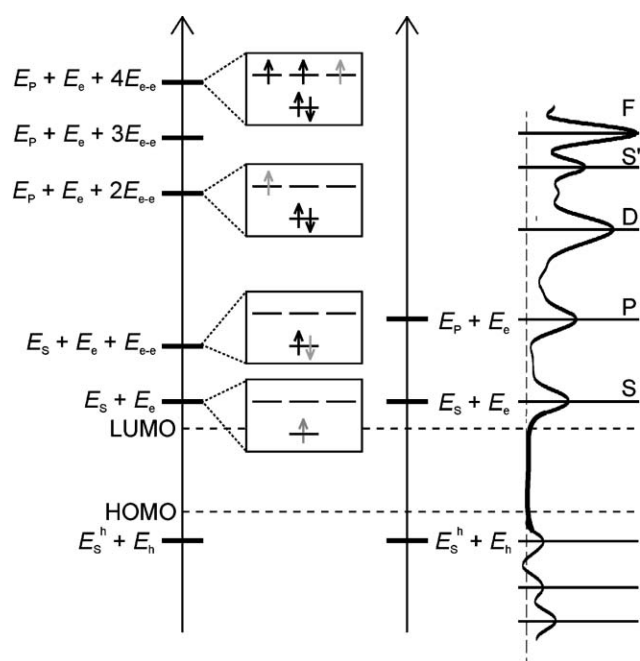 E_P + E_e + 4E_e-e
E_P + E_e + 3E_e-e
E_P + E_e + 2E_e-e
E_S + E_e + E_e-e
E_S + E_e
LUMO
HOMO
E_S^h + E_h
E_P + E_e
E_S + E_e
E_S^h + E_h
F
S'
D
P
S